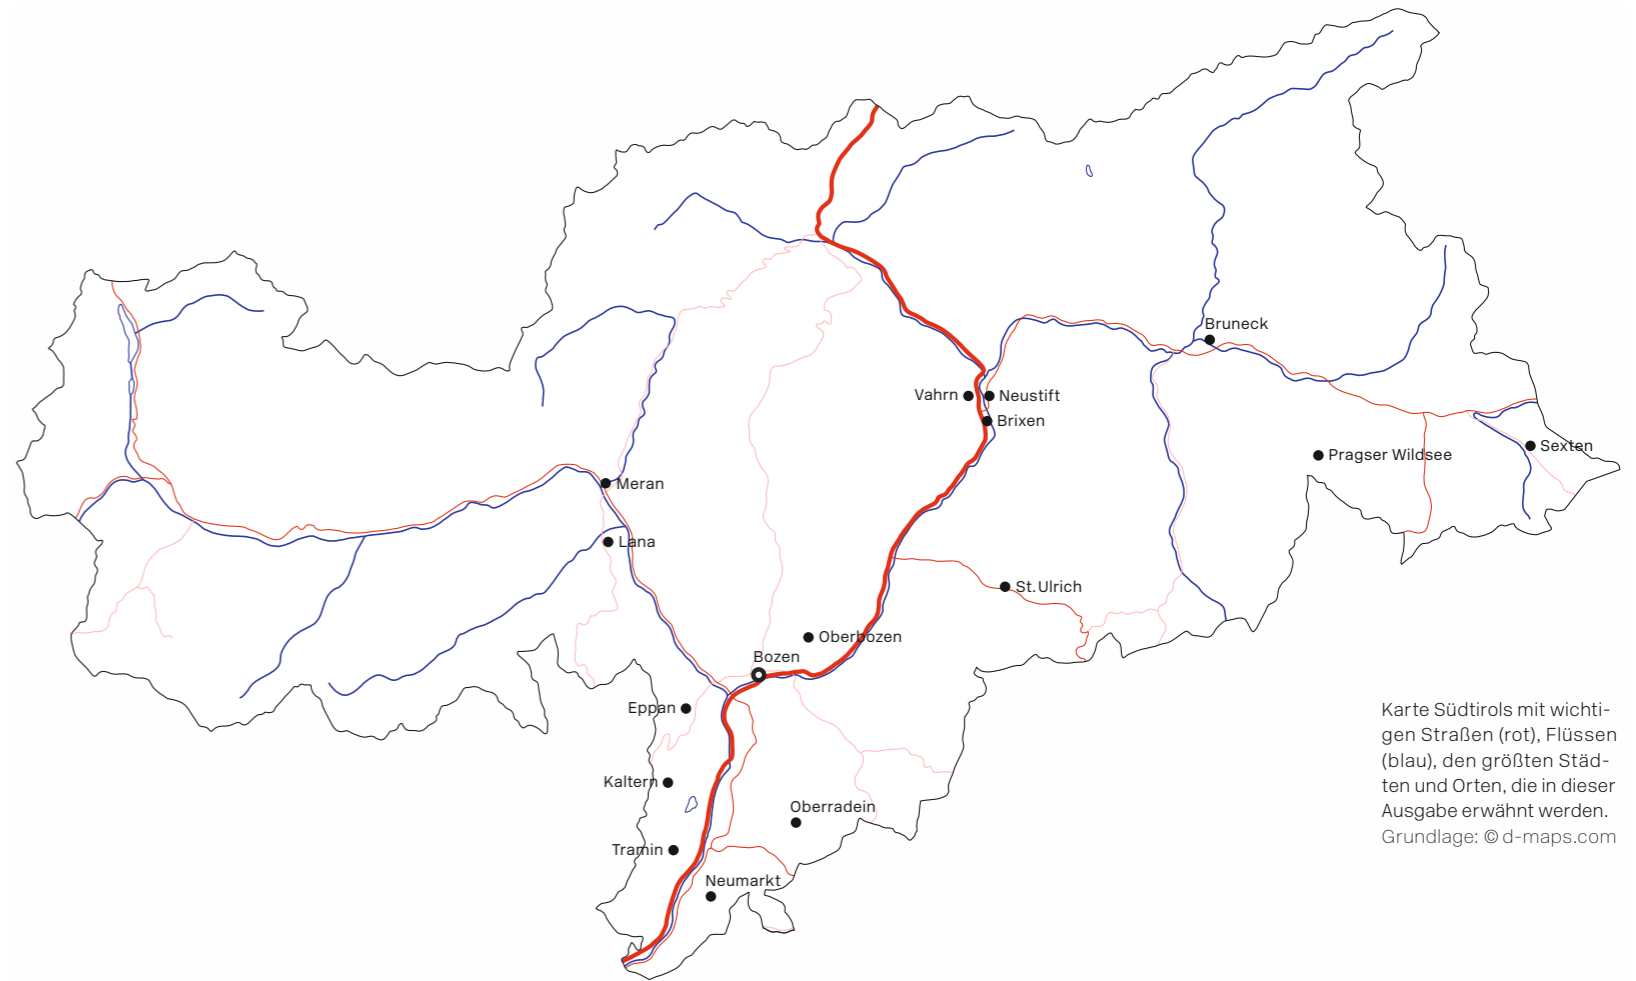 Bruneck
Vahrn
Neustift
Brixen
Sexten
Pragser Wildsee
Meran
Lana
St.Ulrich
Oberbozen
Bozen
Eppan
Kaltern
Oberradein
Tramin
Neumarkt
Karte Südtirols mit wichti-
gen Straßen (rot), Flüssen
(blau), den größten Städ-
ten und Orten, die in dieser
Ausgabe erwähnt werden.
Grundlage: © d-maps.com